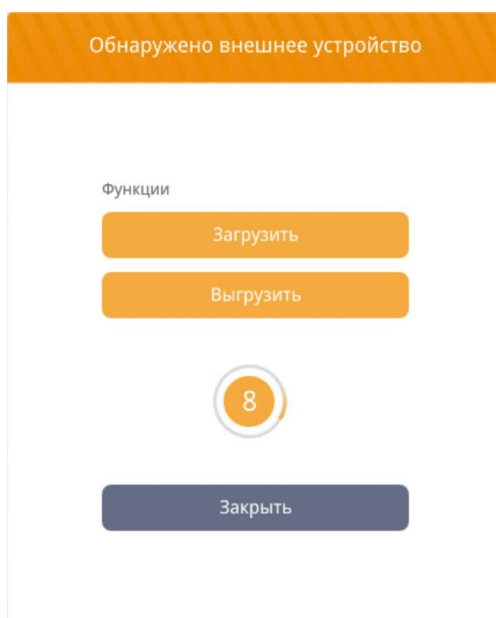 Обнаружено внешнее устройство
Функции
Загрузить
Выгрузить
8
Закрыть